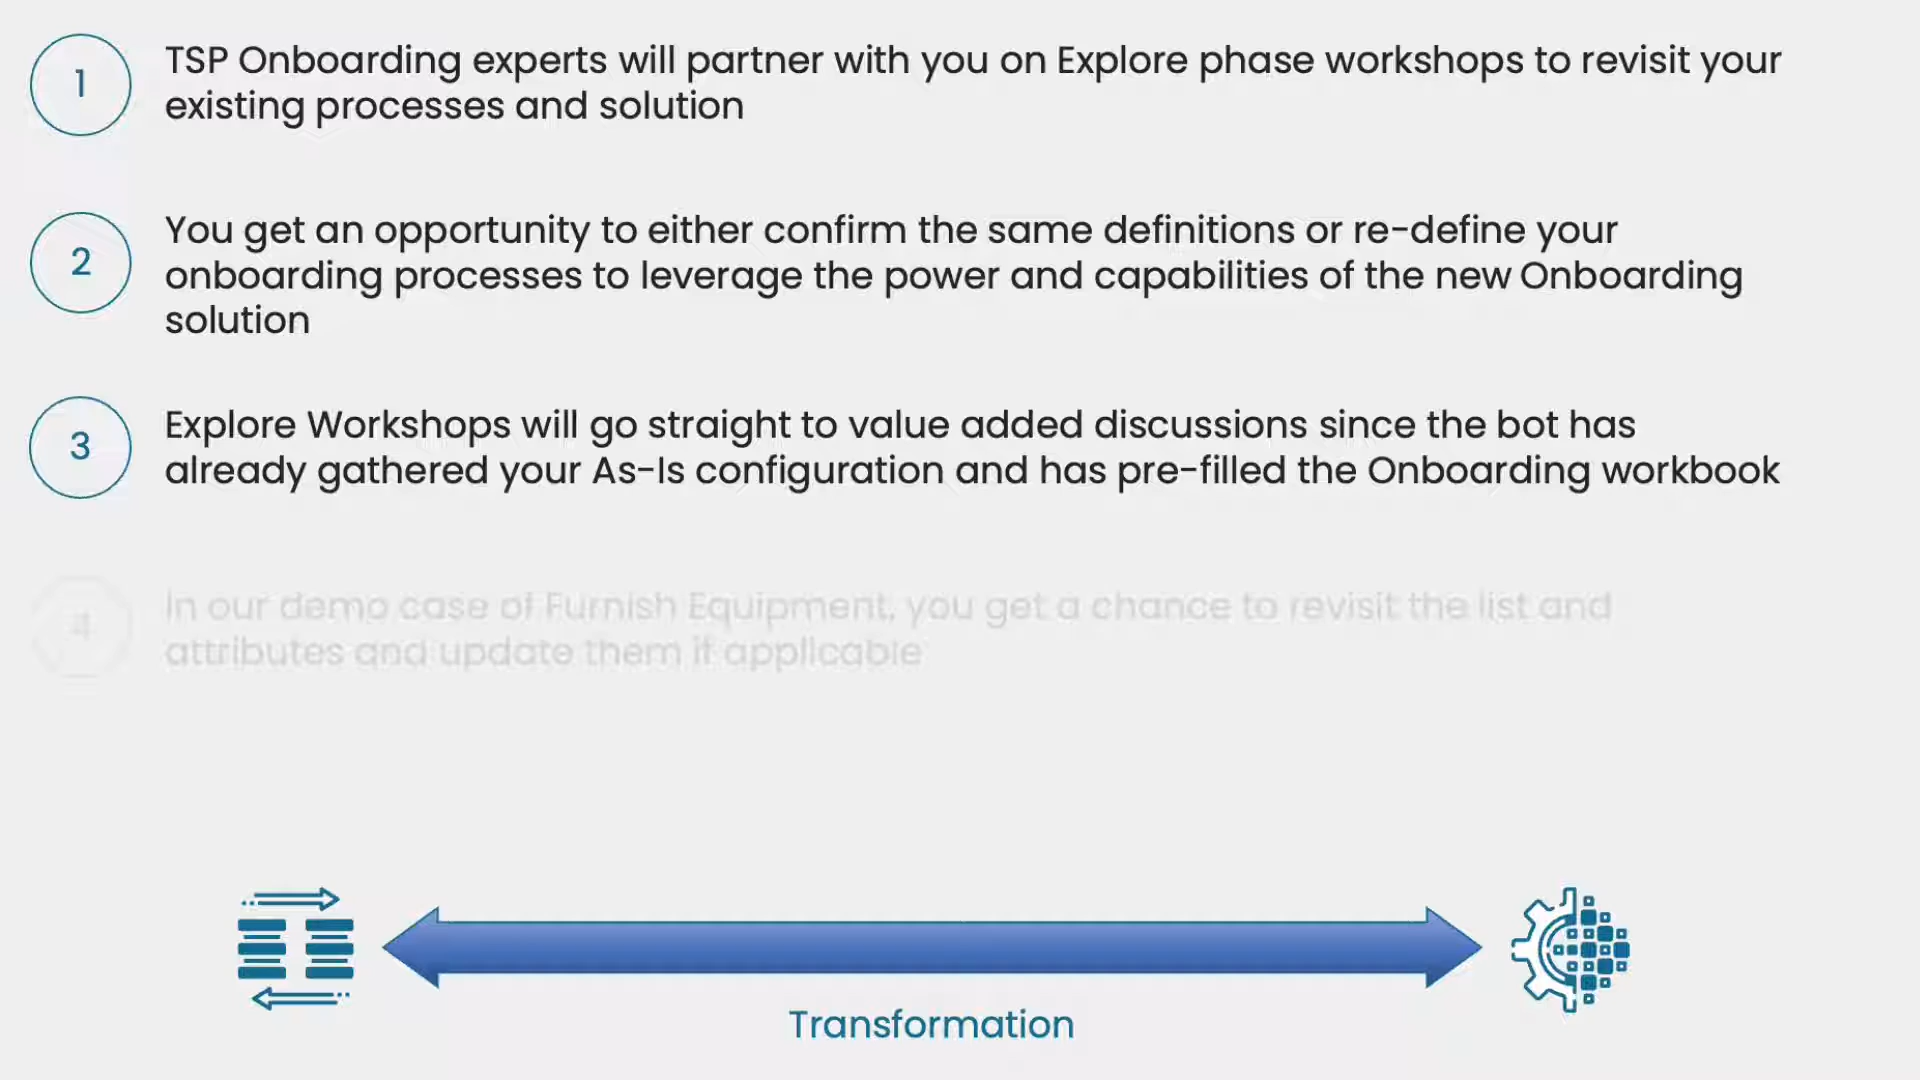 1
TSP Onboarding experts will partner with you on Explore phase workshops to revisit your
existing processes and solution
2
You get an opportunity to either confirm the same definitions or re-define your
onboarding processes to leverage the power and capabilities of the new Onboarding
solution
3
Explore Workshops will go straight to value added discussions since the bot has
already gathered your As-Is configuration and has pre-filled the Onboarding workbook
4
In our demo case of Furnish Equipment, you get a chance to revisit the list and
attributes and update them if applicable
Transformation